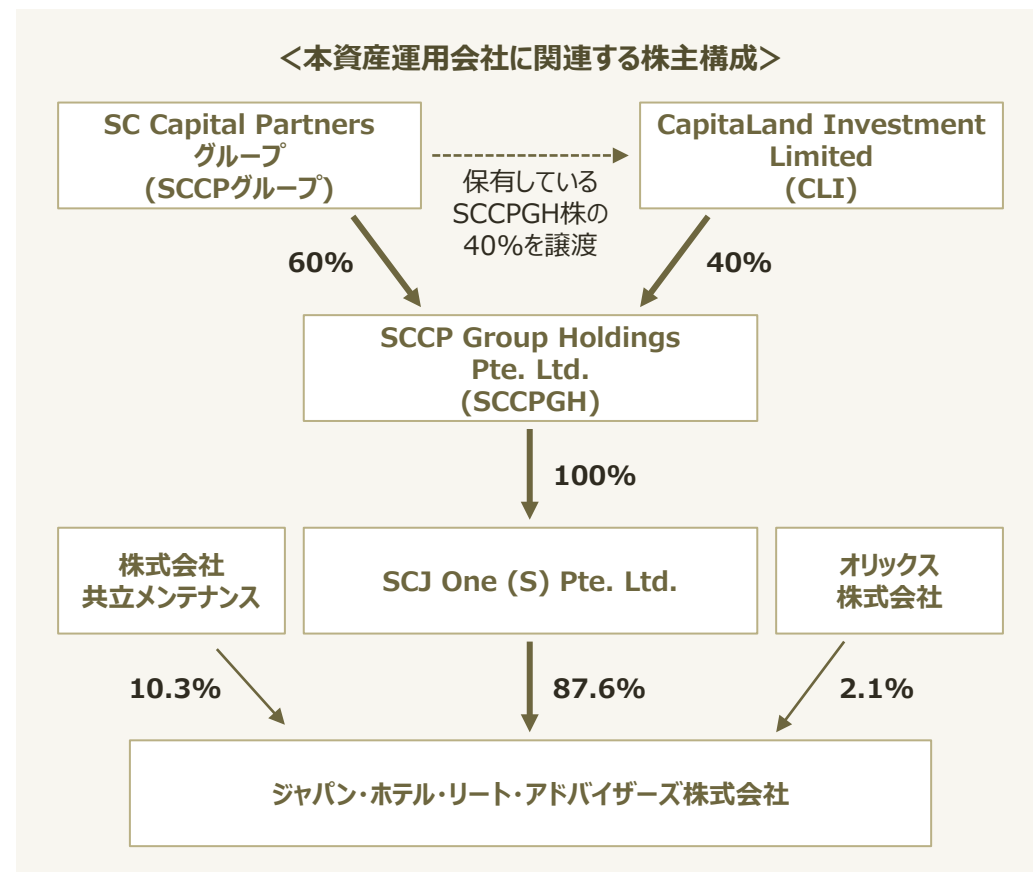 ＜本資産運用会社に関連する株主構成＞
SC Capital Partners
グループ
(SCCPグループ)
CapitaLand Investment
Limited
(CLI)
保有している
SCCPGH株の
40%を譲渡
60%
40%
SCCP Group Holdings
Pte. Ltd.
(SCCPGH)
100%
株式会社
共立メンテナンス
SCJ One (S) Pte. Ltd.
オリックス
株式会社
10.3%
87.6%
2.1%
ジャパン・ホテル・リート・アドバイザーズ株式会社